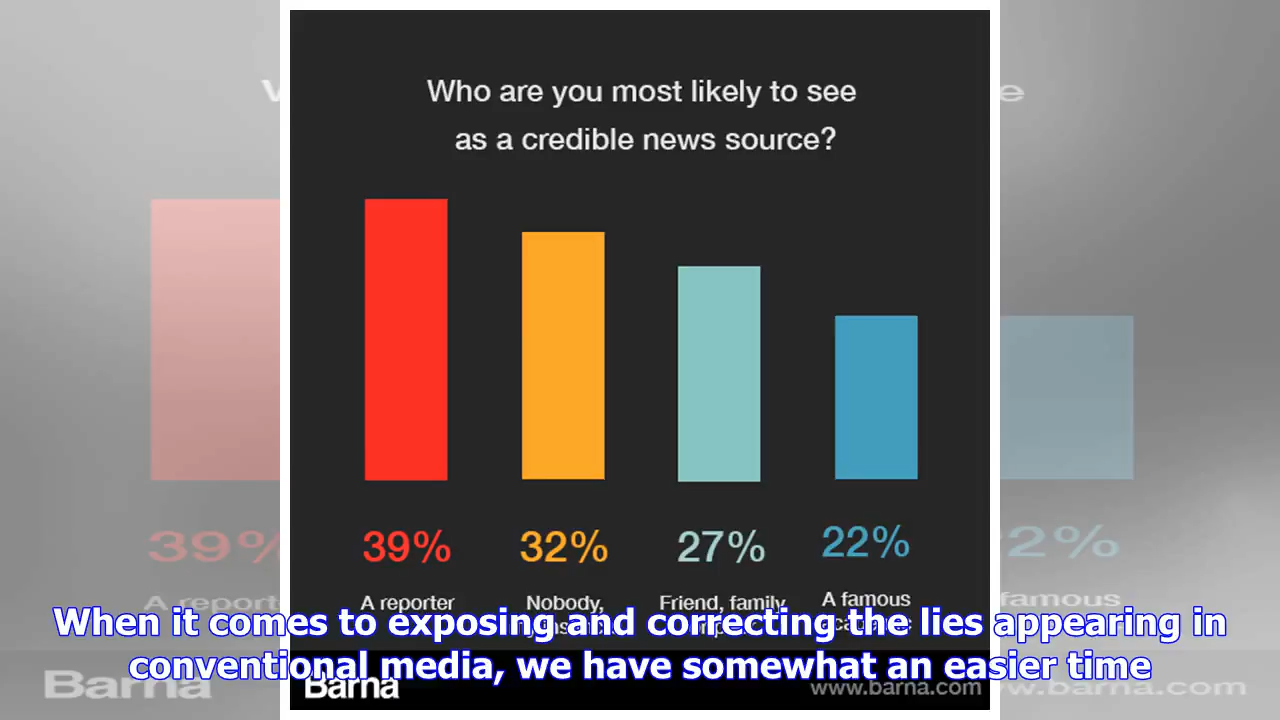 Who are you most likely to see
as a credible news source?
39%
32%
27%
22%
A reporter
Nobody,
Friend, family,
A famous
When it comes to exposing and correcting the lies appearing in
conventional media, we have somewhat an easier time
Barna
www.barna.com